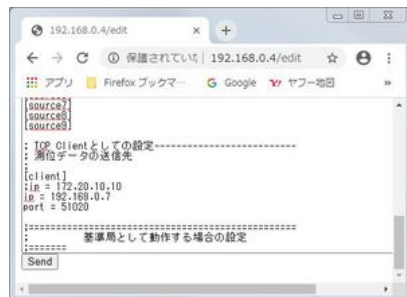 192.168.0.4/edit
保護されていな 192.168.0.4/edit
アプリ Firefox ブックマ… Google ヤフー地図 »
[source7]
[source8]
[source9]
; TCP Clientとしての設定---------------------------
; 測位データの送信先
[client]
;ip = 172.20.10.10
ip = 192.168.0.7
port = 51020
;==================================================
; 基準局として動作する場合の設定
;=======
Send